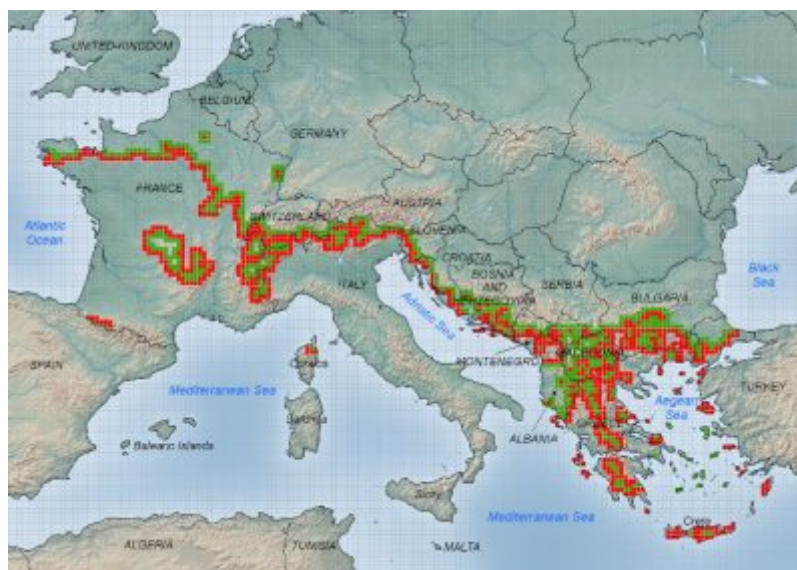 UNITED KINGDOM
BELGIUM
GERMANY
FRANCE
AUSTRIA
SWITZERLAND
SLOVENIA
Atlantic
Ocean
CROATIA
BOSNIA
AND
SERBIA
ITALY
BULGARIA
Black
Sea
Adriatic Sea
MONTENEGRO
SPAIN
Corsica
Mediterranean Sea
TURKEY
Aegean
Sea
Sardinia
ALBANIA
Balearic Islands
Sicily
Mediterranean Sea
Crete
ALGERIA
TUNISIA
MALTA